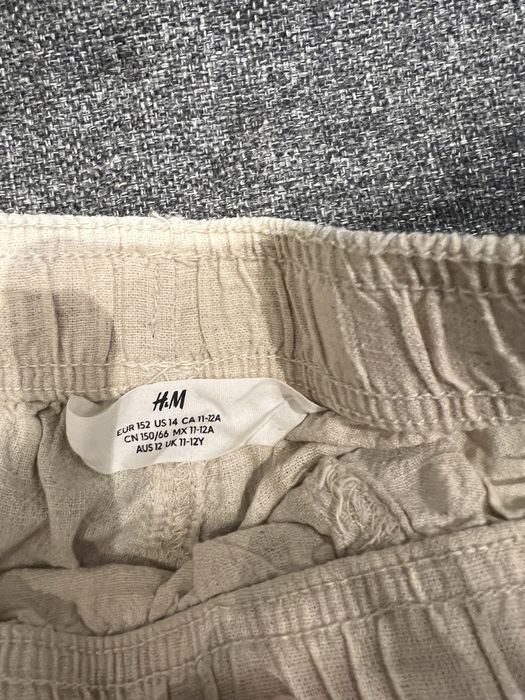 H&M
EUR 152 US 14 CA 11-12A
CN 150/66 MX 11-12A
AUS 12 UK 11-12Y